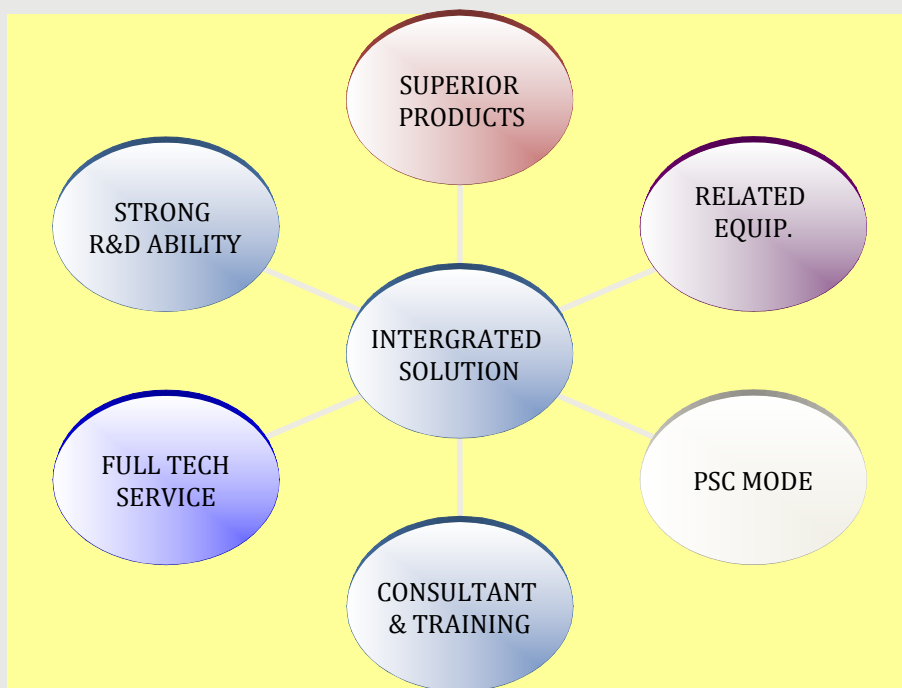 SUPERIOR
PRODUCTS
STRONG
R&D ABILITY
RELATED
EQUIP.
INTERGRATED
SOLUTION
FULL TECH
SERVICE
PSC MODE
CONSULTANT
& TRAINING